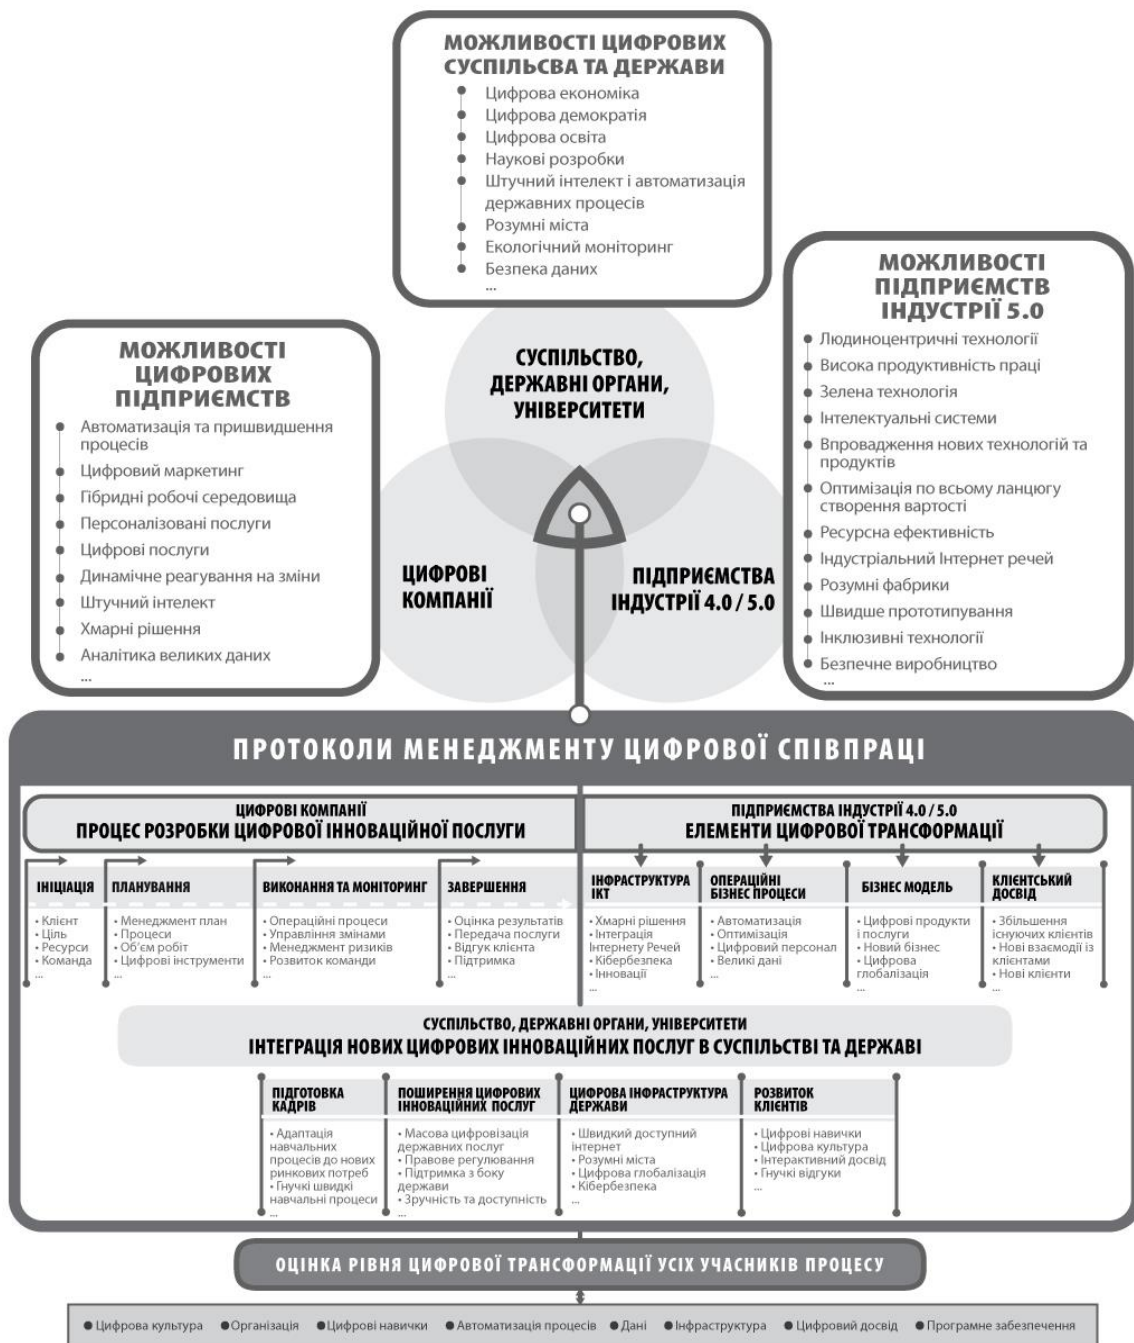 МОЖЛИВОСТІ ЦИФРОВИХ
СУСПІЛЬСВА ТА ДЕРЖАВИ
Цифрова економіка
Цифрова демократія
Цифрова освіта
Наукові розробки
Штучний інтелект і автоматизація
державних процесів
Розумні міста
Екологічний моніторинг
Безпека даних
...
МОЖЛИВОСТІ
ЦИФРОВИХ
ПІДПРИЄМСТВ
Автоматизація та пришвидшення
процесів
Цифровий маркетинг
Гібридні робочі середовища
Персоналізовані послуги
Цифрові послуги
Динамічне реагування на зміни
Штучний інтелект
Хмарні рішення
Аналітика великих даних
...
МОЖЛИВОСТІ
ПІДПРИЄМСТВ
ІНДУСТРІЇ 5.0
Людиноцентричні технології
Висока продуктивність праці
Зелена технологія
Інтелектуальні системи
Впровадження нових технологій та
продуктів
Оптимізація по всьому ланцюгу
створення вартості
Ресурсна ефективність
Індустріальний Інтернет речей
Розумні фабрики
Швидше прототипування
Інклюзивні технології
Безпечне виробництво
...
СУСПІЛЬСТВО,
ДЕРЖАВНІ ОРГАНИ,
УНІВЕРСИТЕТИ
ЦИФРОВІ
КОМПАНІЇ
ПІДПРИЄМСТВА
ІНДУСТРІЇ 4.0 / 5.0
ПРОТОКОЛИ МЕНЕДЖМЕНТУ ЦИФРОВОЇ СПІВПРАЦІ
ЦИФРОВІ КОМПАНІЇ
ПРОЦЕС РОЗРОБКИ ЦИФРОВОЇ ІННОВАЦІЙНОЇ ПОСЛУГИ
ПІДПРИЄМСТВА ІНДУСТРІЇ 4.0 / 5.0
ЕЛЕМЕНТИ ЦИФРОВОЇ ТРАНСФОРМАЦІЇ
ІНІЦІАЦІЯ
• Клієнт
• Ціль
• Ресурси
• Команда
...
ПЛАНУВАННЯ
• Менеджмент план
• Процеси
• Об'єм робіт
• Цифрові інструменти
...
ВИКОНАННЯ ТА МОНІТОРИНГ
• Операційні процеси
• Управління змінами
• Менеджмент ризиків
• Розвиток команди
...
ЗАВЕРШЕННЯ
• Оцінка результатів
• Передача послуги
• Відгук клієнта
• Підтримка
...
ІНФРАСТРУКТУРА
ІКТ
• Хмарні рішення
• Інтеграція
Інтернету Речей
• Кібербезпека
• Інновації
...
ОПЕРАЦІЙНІ
БІЗНЕС ПРОЦЕСИ
• Автоматизація
• Оптимізація
• Цифровий персонал
• Великі дані
...
БІЗНЕС МОДЕЛЬ
• Цифрові продукти
і послуги
• Новий бізнес
• Цифрова
глобалізація
...
КЛІЄНТСЬКИЙ
ДОСВІД
• Збільшення
існуючих клієнтів
• Нові взаємодії із
клієнтами
• Нові клієнти
...
СУСПІЛЬСТВО, ДЕРЖАВНІ ОРГАНИ, УНІВЕРСИТЕТИ
ІНТЕГРАЦІЯ НОВИХ ЦИФРОВИХ ІННОВАЦІЙНИХ ПОСЛУГ В СУСПІЛЬСТВІ ТА ДЕРЖАВІ
ПІДГОТОВКА
КАДРІВ
• Адаптація
навчальних
процесів до нових
ринкових потреб
• Гнучкі швидкі
навчальні процеси
...
ПОШИРЕННЯ ЦИФРОВИХ
ІННОВАЦІЙНИХ ПОСЛУГ
• Масова цифровізація
державних послуг
• Правове регулювання
• Підтримка з боку
держави
• Зручність та доступність
...
ЦИФРОВА ІНФРАСТРУКТУРА
ДЕРЖАВИ
• Швидкий доступний
інтернет
• Розумні міста
• Цифрова глобалізація
• Кібербезпека
...
РОЗВИТОК
КЛІЄНТІВ
• Цифрові навички
• Цифрова культура
• Інтерактивний досвід
• Гнучкі відгуки
...
ОЦІНКА РІВНЯ ЦИФРОВОЇ ТРАНСФОРМАЦІЇ УСІХ УЧАСНИКІВ ПРОЦЕСУ
● Цифрова культура ● Організація ● Цифрові навички ● Автоматизація процесів ● Дані ● Інфраструктура ● Цифровий досвід ● Програмне забезпечення